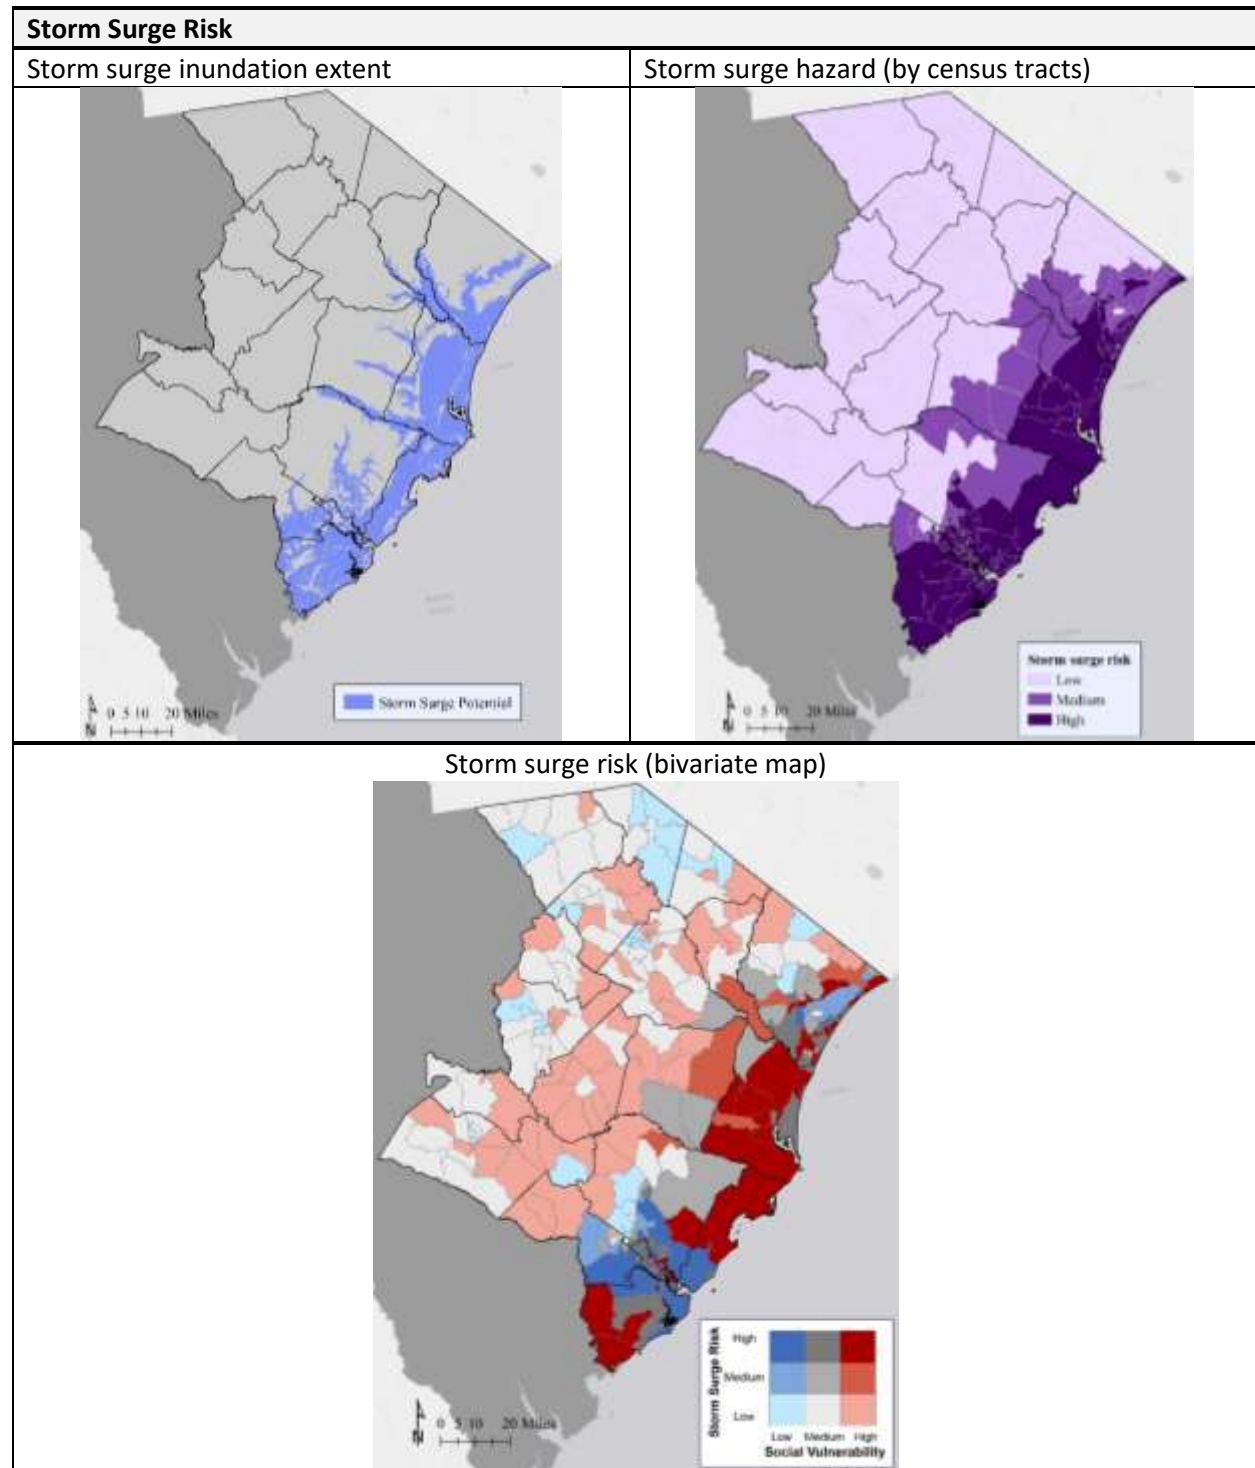 Storm Surge Risk
Storm surge inundation extent
Storm surge hazard (by census tracts)
Storm Surge Potential
0 5 10 20 Miles
N
Storm surge risk
Low
Medium
High
0 5 10 20 Miles
N
Storm surge risk (bivariate map)
Storm Surge Risk
High
Medium
Low
Low Medium High
Social Vulnerability
0 5 10 20 Miles
N